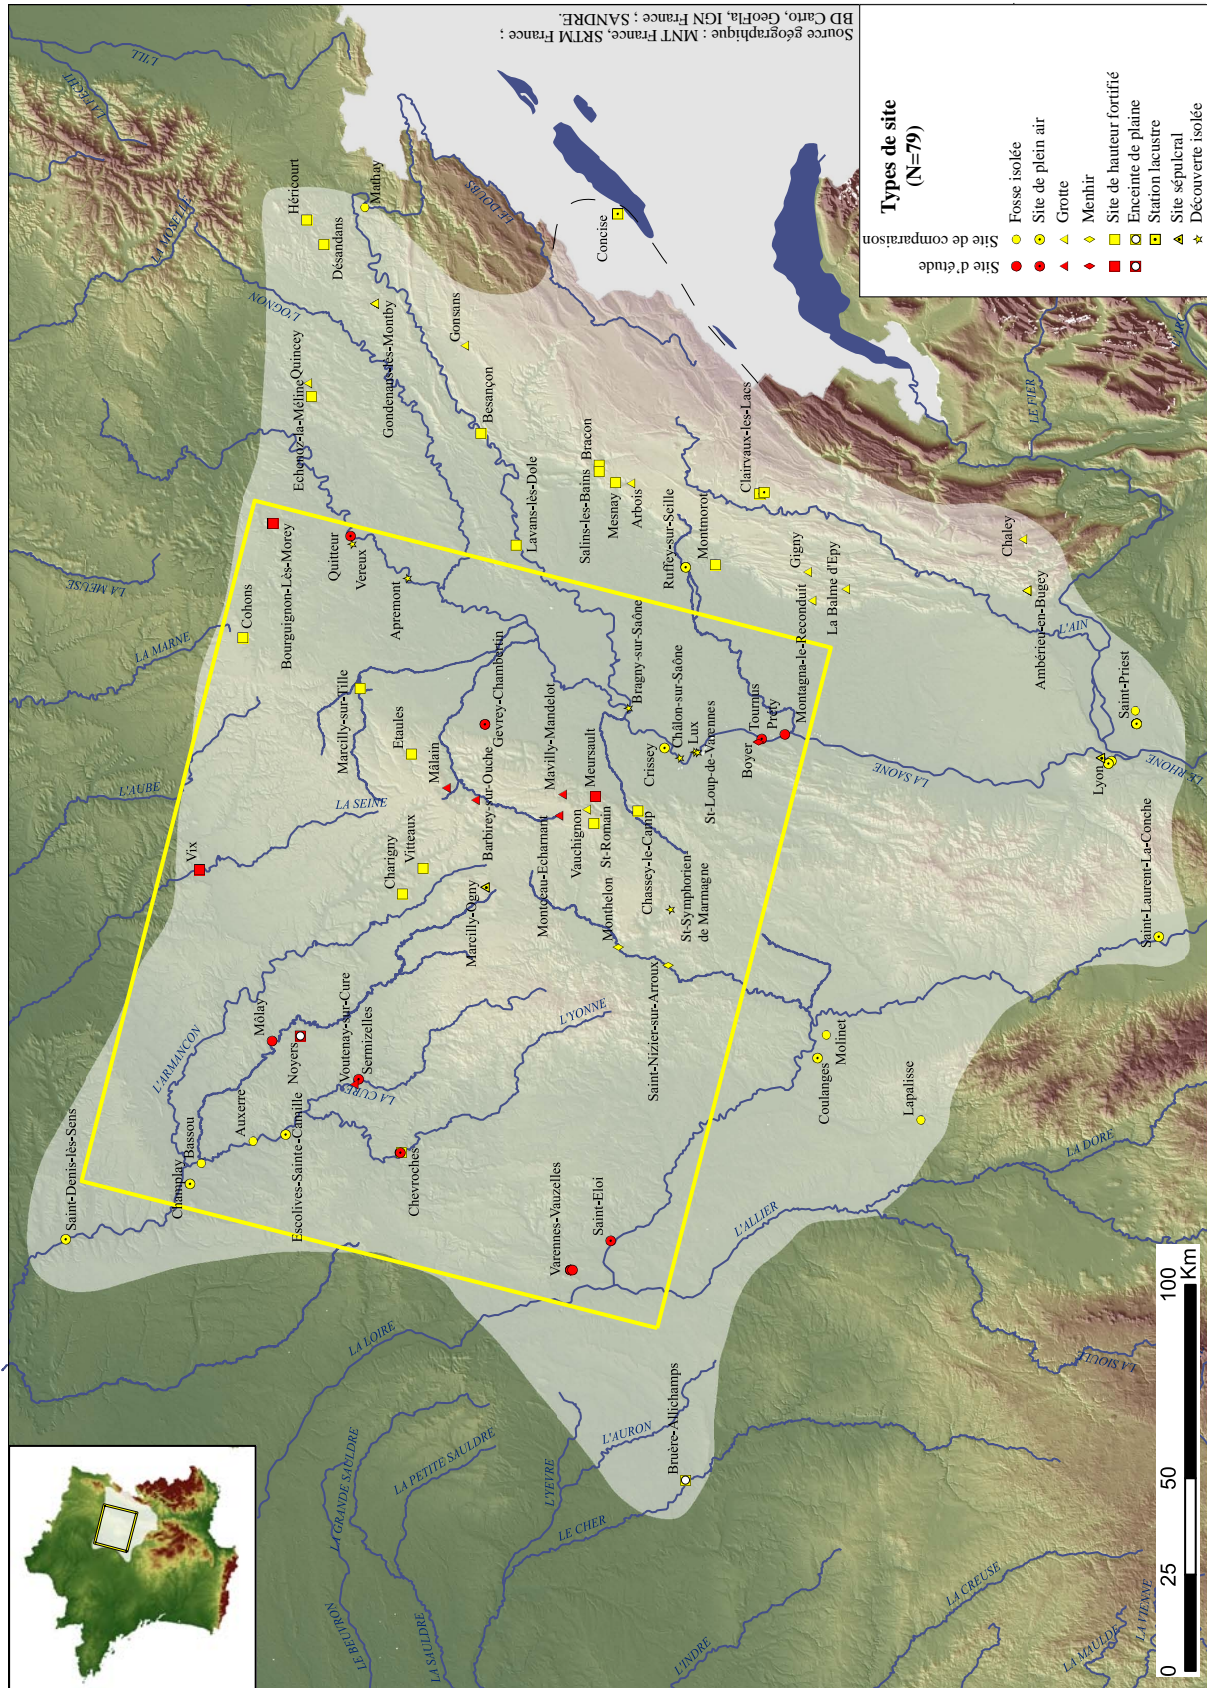 LA FECHT
L'ILL
LA MOSELLE
L'OGNON
LE DOUBS
LA MEUSE
LA MARNE
L'AUBE
LA SEINE
L'ARMANÇON
LA CURE
L'YONNE
LA LOIRE
L'ALLIER
LA DORE
LA SIOULE
L'AURON
L'YEVRE
LE CHER
LA PETITE SAULDRE
LA GRANDE SAULDRE
LA SAULDRE
LE BEUVRON
L'INDRE
LA CREUSE
LA MAULDE
LA VIENNE
LA SAONE
LE RHONE
L'AIN
LE FIER
ARC
Héricourt
Désandans
Mathay
Gondenans-lès-Montby
Gonsans
Quincey
Echenoz-la-Méline
Besançon
Lavans-lès-Dole
Concise
Bracon
Salins-les-Bains
Mesnay
Arbois
Ruffey-sur-Seille
Montmorot
Clairvaux-les-Lacs
Gigny
La Balme d'Epy
Montagna-le-Reconduit
Chaley
Ambérieu-en-Bugey
Saint-Priest
Lyon
Saint-Laurent-La-Conche
Bourguignon-Lès-Morey
Cohons
Quitteur
Vereux
Apremont
Marcilly-sur-Tille
Etaules
Gevrey-Chambertin
Mâlain
Barbirey-sur-Ouche
Mavilly-Mandelot
Montceau-Echarnant
Meursault
Vauchignon
St-Romain
Bragny-sur-Saône
Crissey
Châlon-sur-Saône
Lux
St-Loup-de-Varennes
Chassey-le-Camp
Boyer
Tournus
Préty
Vix
Charigny
Vitteaux
Marcilly-Ogny
Monthelon
St-Symphorien
de Marmagne
Saint-Nizier-sur-Arroux
Môlay
Noyers
Voutenay-sur-Cure
Sermizelles
Saint-Denis-lès-Sens
Champlay
Bassou
Auxerre
Escolives-Sainte-Camille
Chevroches
Varennes-Vauzelles
Saint-Eloi
Coulanges
Molinet
Lapalisse
Bruère-Allichamps
Source géographique : MNT France, SRTM France ;
BD Carto, GeoFla, IGN France ; SANDRE.
Types de site
(N=79)
Site d'étude
Site de comparaison
Fosse isolée
Site de plein air
Grotte
Menhir
Site de hauteur fortifié
Enceinte de plaine
Station lacustre
Site sépulcral
Découverte isolée
0 25 50 100
Km